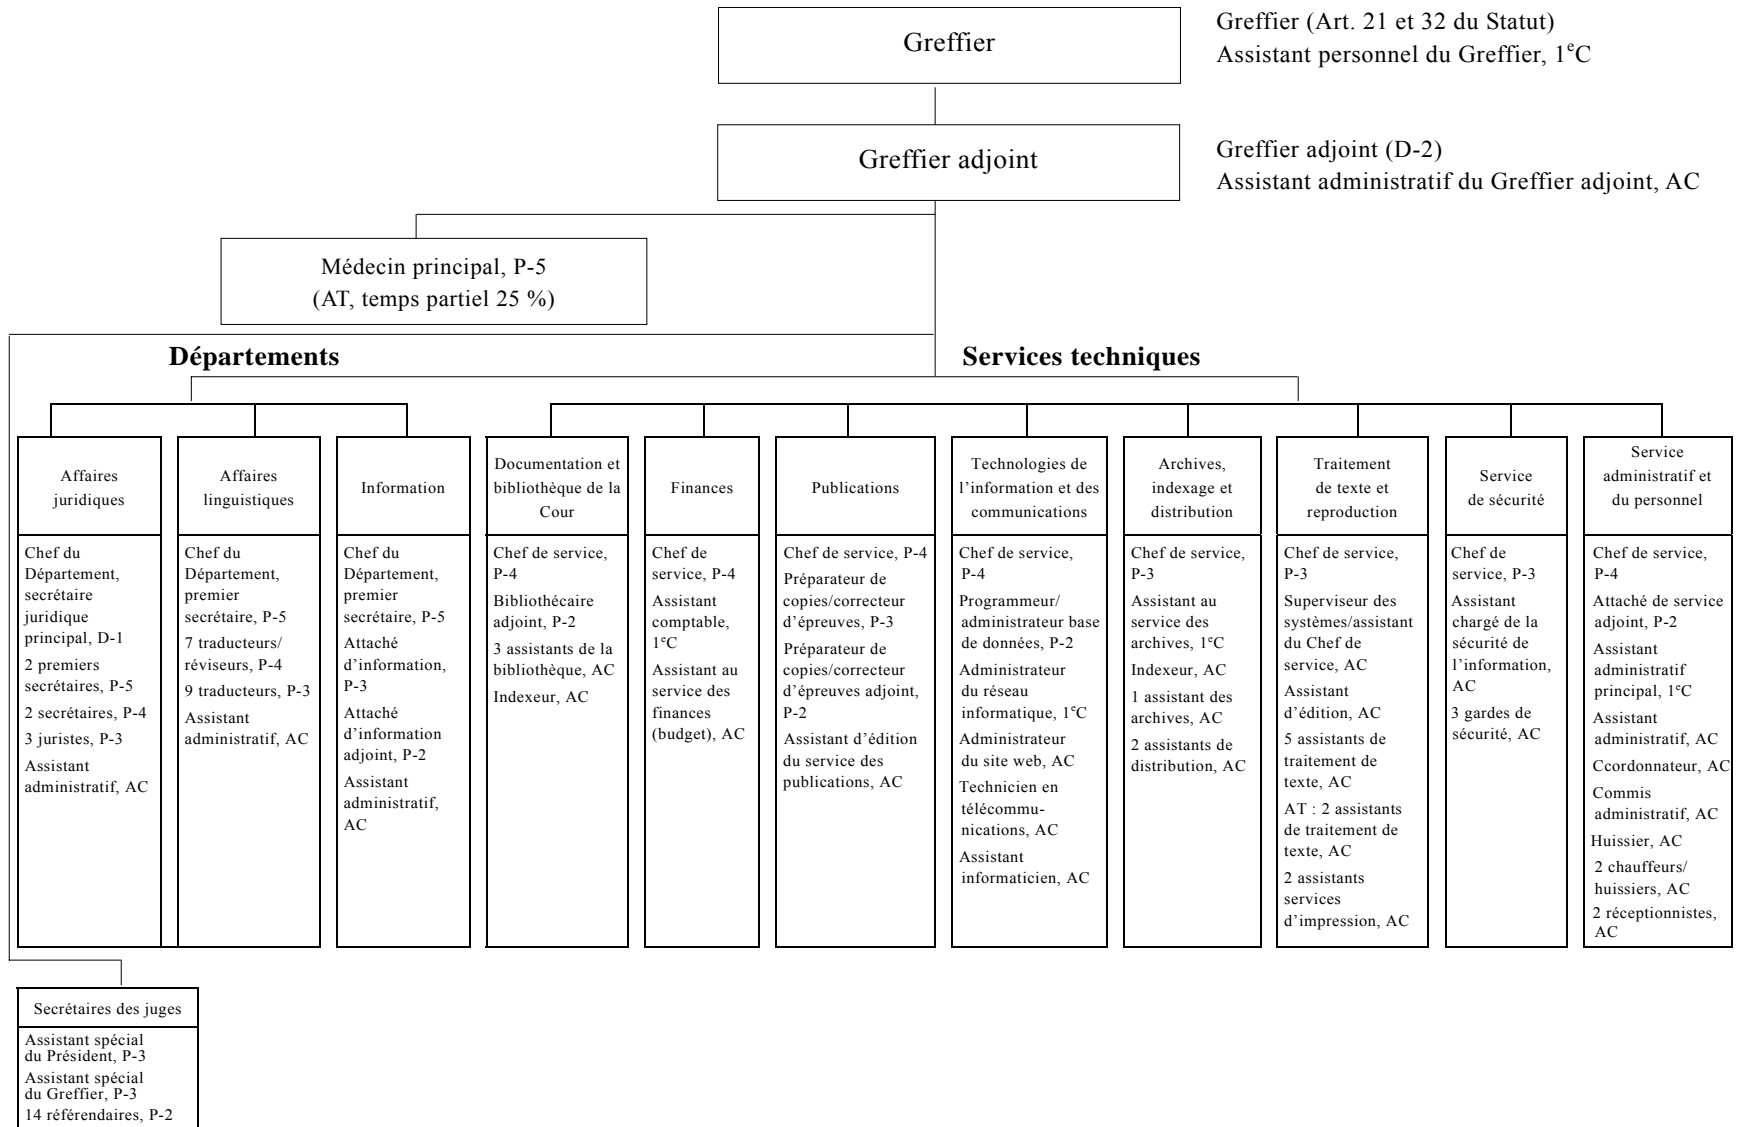 Greffier
Greffier (Art. 21 et 32 du Statut)
Assistant personnel du Greffier, 1eC
Greffier adjoint
Greffier adjoint (D-2)
Assistant administratif du Greffier adjoint, AC
Médecin principal, P-5
(AT, temps partiel 25 %)
Départements
Services techniques
Affaires
juridiques
Chef du
Département,
secrétaire
juridique
principal, D-1
2 premiers
secrétaires, P-5
2 secrétaires, P-4
3 juristes, P-3
Assistant
administratif, AC
Affaires
linguistiques
Chef du
Département,
premier
secrétaire, P-5
7 traducteurs/
réviseurs, P-4
9 traducteurs, P-3
Assistant
administratif, AC
Information
Chef du
Département,
premier
secrétaire, P-5
Attaché
d’information,
P-3
Attaché
d’information
adjoint, P-2
Assistant
administratif,
AC
Documentation et
bibliothèque de la
Cour
Chef de service,
P-4
Bibliothécaire
adjoint, P-2
3 assistants de la
bibliothèque, AC
Indexeur, AC
Finances
Chef de
service, P-4
Assistant
comptable,
1eC
Assistant au
service des
finances
(budget), AC
Publications
Chef de service, P-4
Préparateur de
copies/correcteur
d’épreuves, P-3
Préparateur de
copies/correcteur
d’épreuves adjoint,
P-2
Assistant d’édition
du service des
publications, AC
Technologies de
l’information et des
communications
Chef de service,
P-4
Programmeur/
administrateur base
de données, P-2
Administrateur
du réseau
informatique, 1eC
Administrateur
du site web, AC
Technicien en
télécommu-
nications, AC
Assistant
informaticien, AC
Archives,
indexage et
distribution
Chef de service,
P-3
Assistant au
service des
archives, 1eC
Indexeur, AC
1 assistant des
archives, AC
2 assistants de
distribution, AC
Traitement
de texte et
reproduction
Chef de service,
P-3
Superviseur des
systèmes/assistant
du Chef de
service, AC
Assistant
d’édition, AC
5 assistants de
traitement de
texte, AC
AT : 2 assistants
de traitement de
texte, AC
2 assistants
services
d’impression, AC
Service
de sécurité
Chef de
service, P-3
Assistant
chargé de la
sécurité de
l’information,
AC
3 gardes de
sécurité, AC
Service
administratif et
du personnel
Chef de service,
P-4
Attaché de service
adjoint, P-2
Assistant
administratif
principal, 1eC
Assistant
administratif, AC
Ccordonnateur, AC
Commis
administratif, AC
Huissier, AC
2 chauffeurs/
huissiers, AC
2 réceptionnistes,
AC
Secrétaires des juges
Assistant spécial
du Président, P-3
Assistant spécial
du Greffier, P-3
14 référendaires, P-2